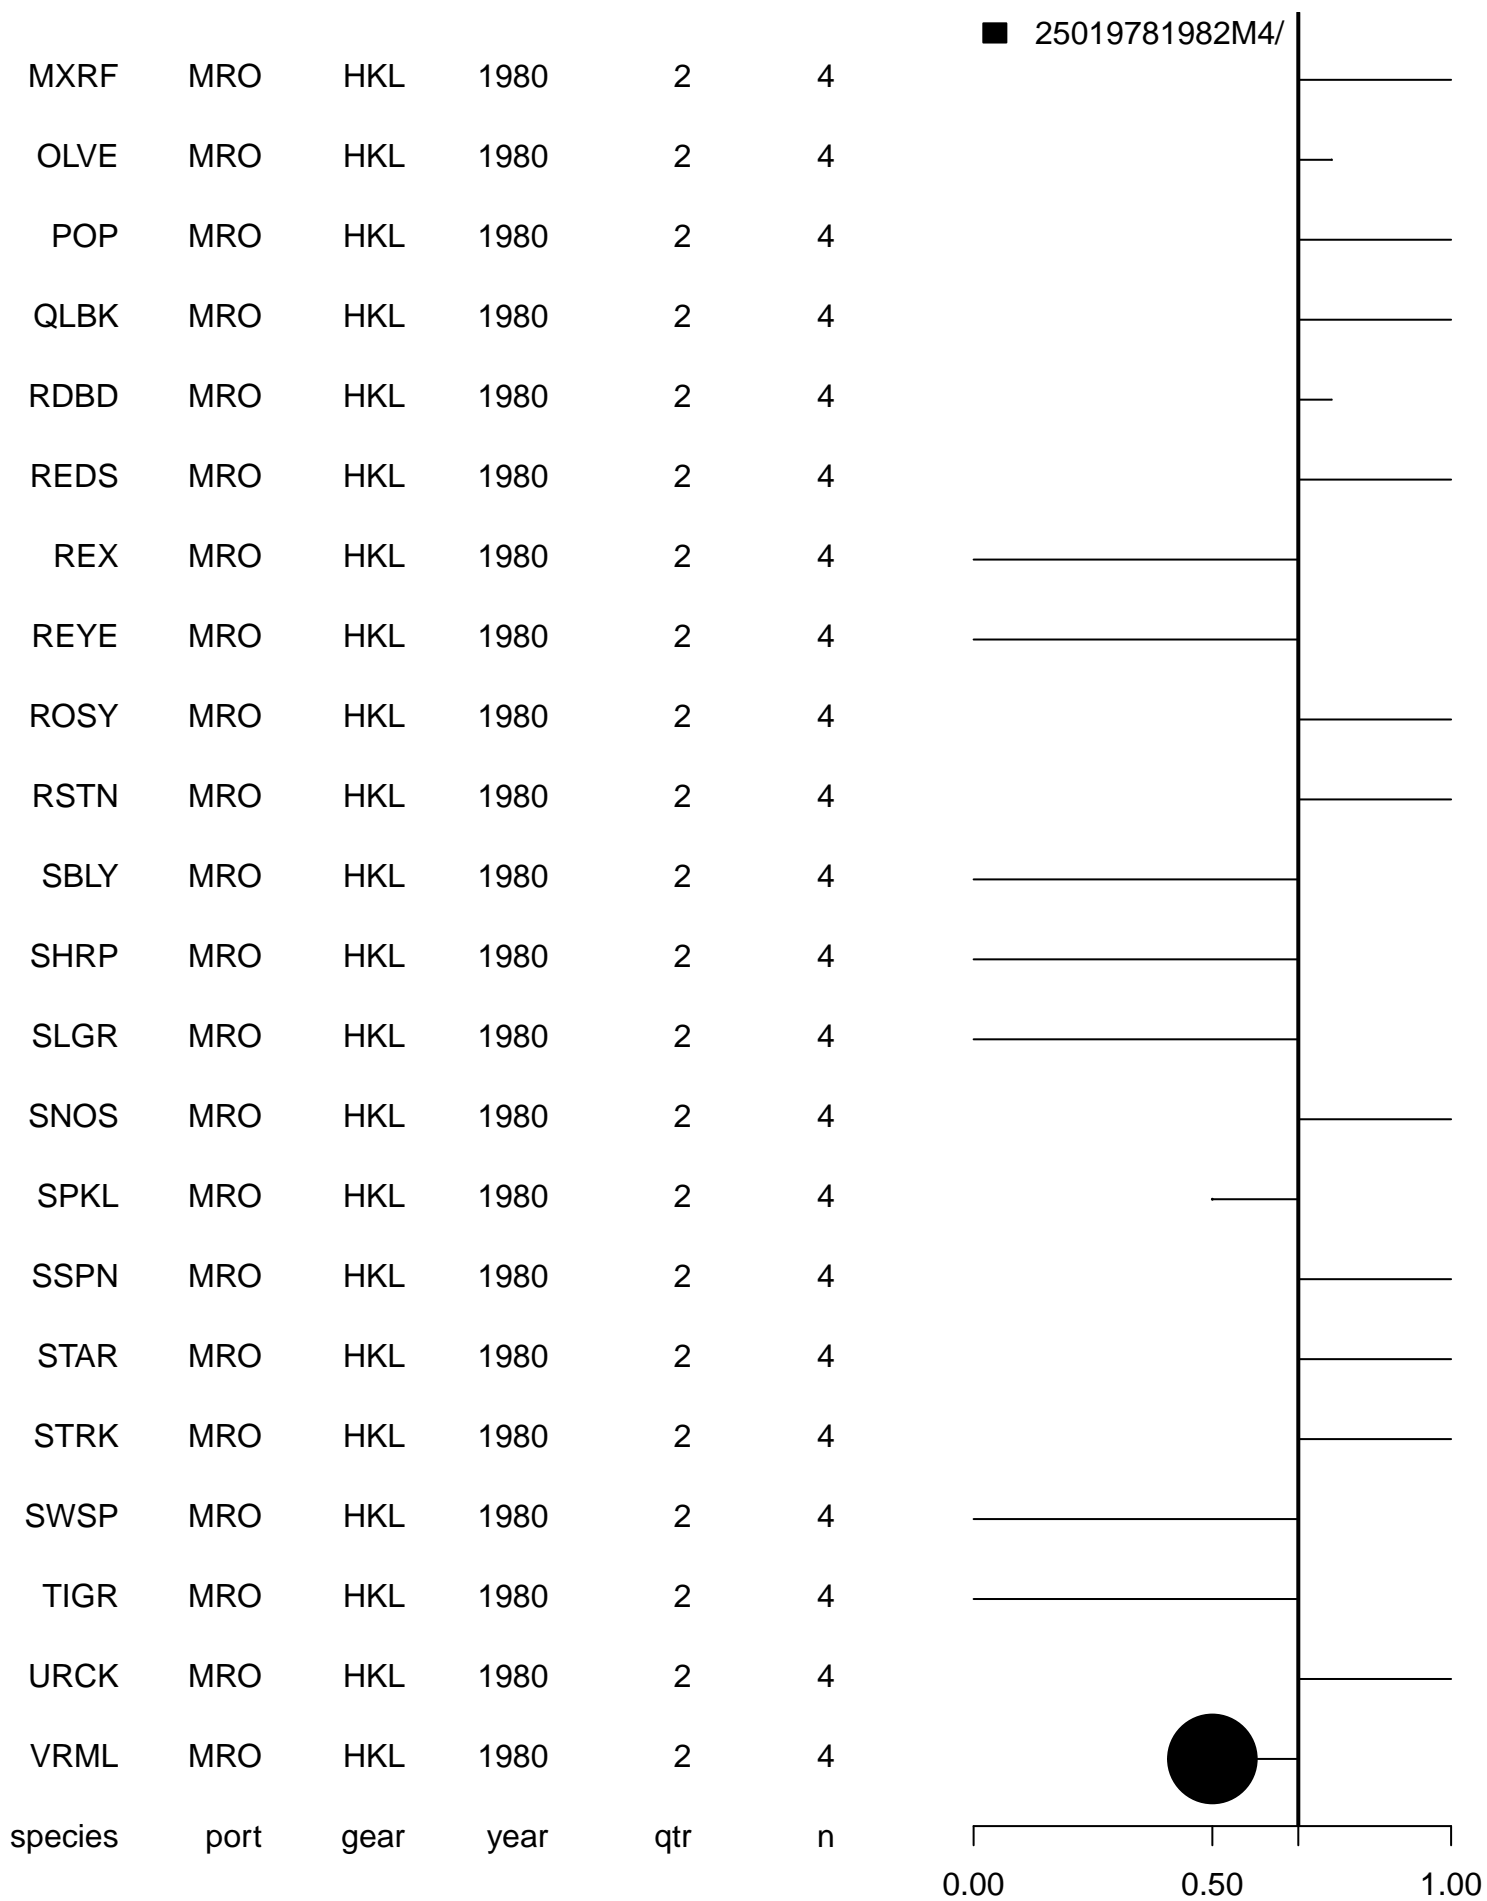 25019781982M4/
MXRF MRO HKL 1980 2 4
OLVE MRO HKL 1980 2 4
POP MRO HKL 1980 2 4
QLBK MRO HKL 1980 2 4
RDBD MRO HKL 1980 2 4
REDS MRO HKL 1980 2 4
REX MRO HKL 1980 2 4
REYE MRO HKL 1980 2 4
ROSY MRO HKL 1980 2 4
RSTN MRO HKL 1980 2 4
SBLY MRO HKL 1980 2 4
SHRP MRO HKL 1980 2 4
SLGR MRO HKL 1980 2 4
SNOS MRO HKL 1980 2 4
SPKL MRO HKL 1980 2 4
SSPN MRO HKL 1980 2 4
STAR MRO HKL 1980 2 4
STRK MRO HKL 1980 2 4
SWSP MRO HKL 1980 2 4
TIGR MRO HKL 1980 2 4
URCK MRO HKL 1980 2 4
VRML MRO HKL 1980 2 4
species port gear year qtr n
0.00 0.50 1.00